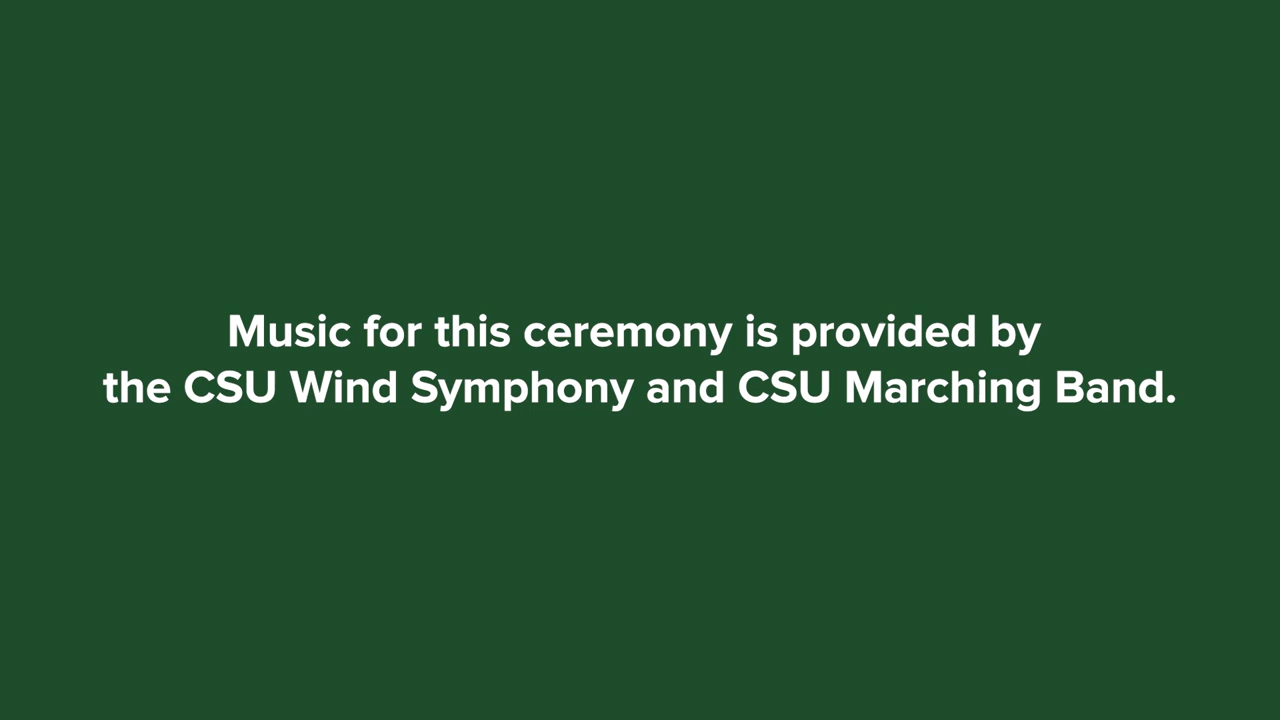 Music for this ceremony is provided by
the CSU Wind Symphony and CSU Marching Band.